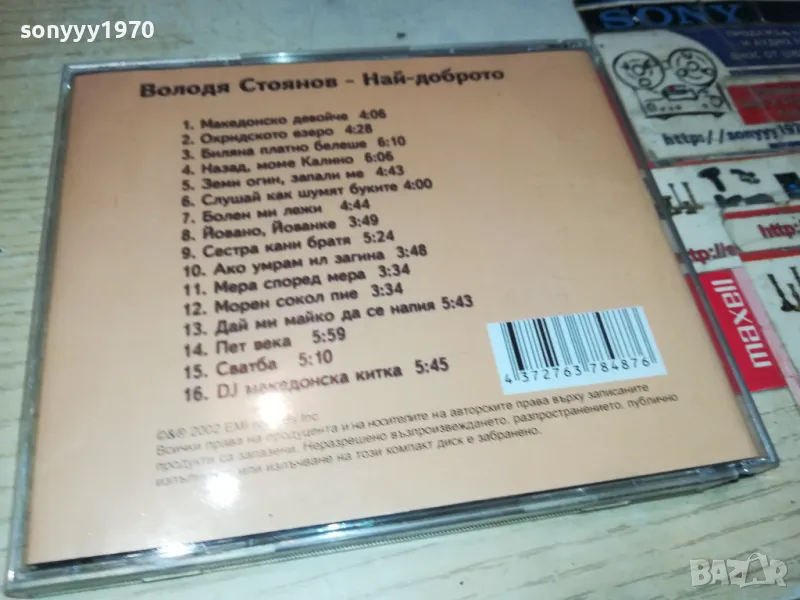 sonyyy1970
Володя Стоянов - Най-доброто
1. Македонско девойче 4:06
2. Охридското езеро 4:28
3. Биляна платно белеше 6:10
4. Назад, моме Калино 6:06
5. Земи огин, запали ме 4:43
6. Слушай как шумят буките 4:00
7. Болен ми лежи 4:44
8. Йовано, Йованке 3:49
9. Сестра кани братя 5:24
10. Ако умрам ил загина 3:48
11. Мера според мера 3:34
12. Морен сокол пие 3:34
13. Дай ми майко да се напия 5:43
14. Пет века 5:59
15. Сватба 5:10
16. DJ македонска китка 5:45
4 372763 784876
©&℗ 2002 EMI Inc
Всички права на продуцента и на носителите на авторските права върху записаните
продукти са запазени. Неразрешено възпроизвеждането, разпространението, публично
или излъчване на този компакт диск е забранено.
SONY
http://sonyyy1970
http:
maxell
BAZAR